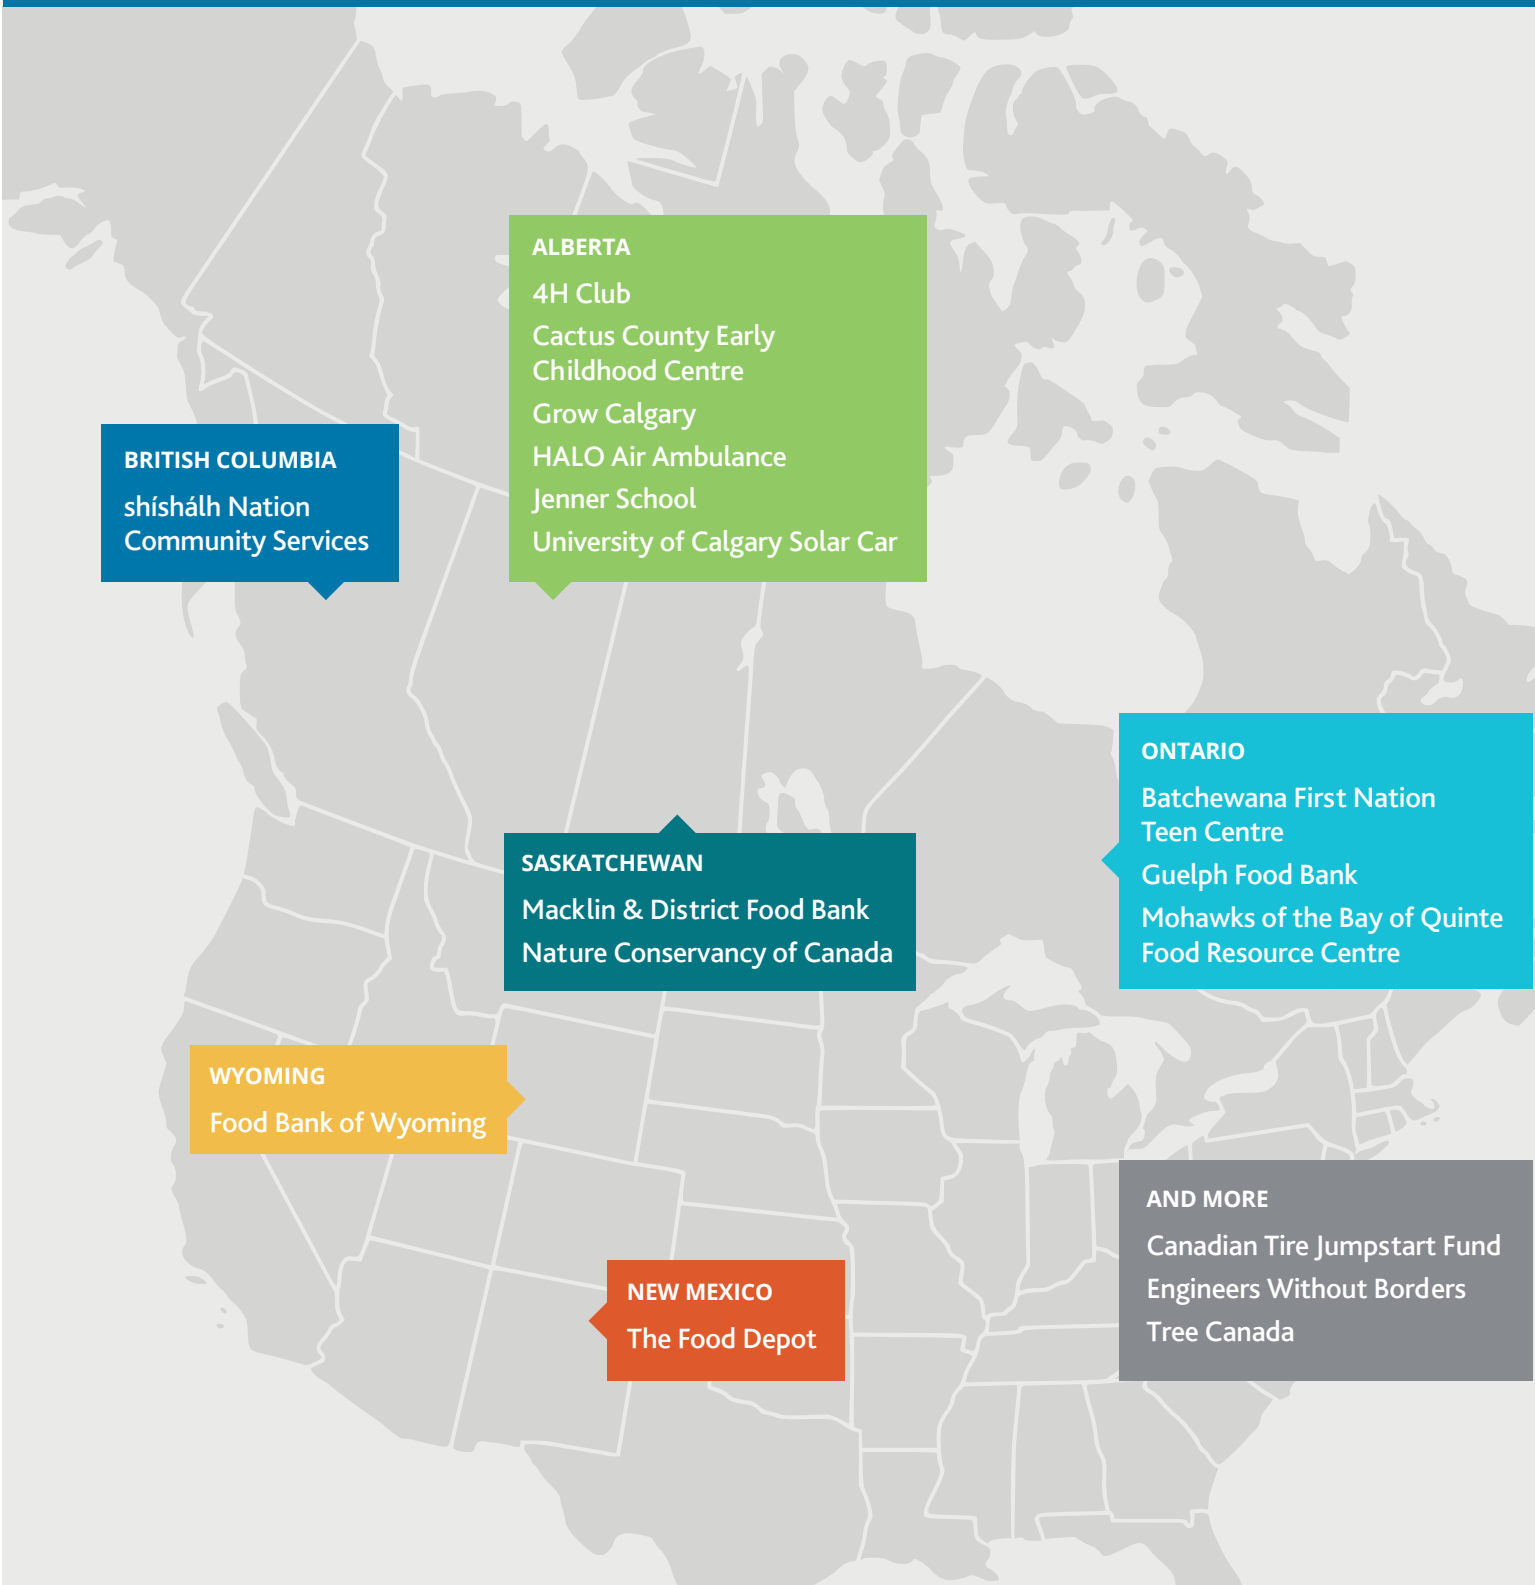 ALBERTA
4H Club
Cactus County Early
Childhood Centre
Grow Calgary
HALO Air Ambulance
Jenner School
University of Calgary Solar Car
BRITISH COLUMBIA
shíshálh Nation
Community Services
ONTARIO
Batchewana First Nation
Teen Centre
Guelph Food Bank
Mohawks of the Bay of Quinte
Food Resource Centre
SASKATCHEWAN
Macklin & District Food Bank
Nature Conservancy of Canada
WYOMING
Food Bank of Wyoming
AND MORE
Canadian Tire Jumpstart Fund
Engineers Without Borders
Tree Canada
NEW MEXICO
The Food Depot